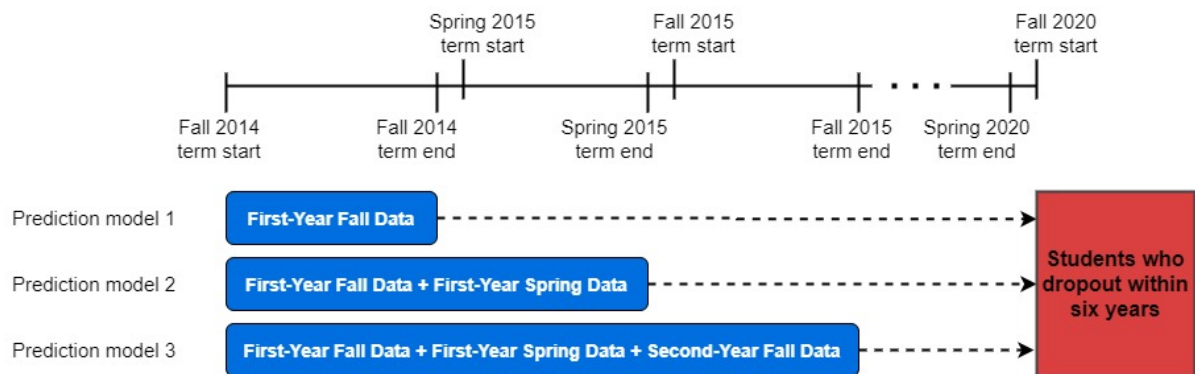 Spring 2015
term start
Fall 2015
term start
Fall 2020
term start
Fall 2014
term start
Fall 2014
term end
Spring 2015
term end
Fall 2015
term end
Spring 2020
term end
Prediction model 1
First-Year Fall Data
Prediction model 2
First-Year Fall Data + First-Year Spring Data
Prediction model 3
First-Year Fall Data + First-Year Spring Data + Second-Year Fall Data
Students who
dropout within
six years